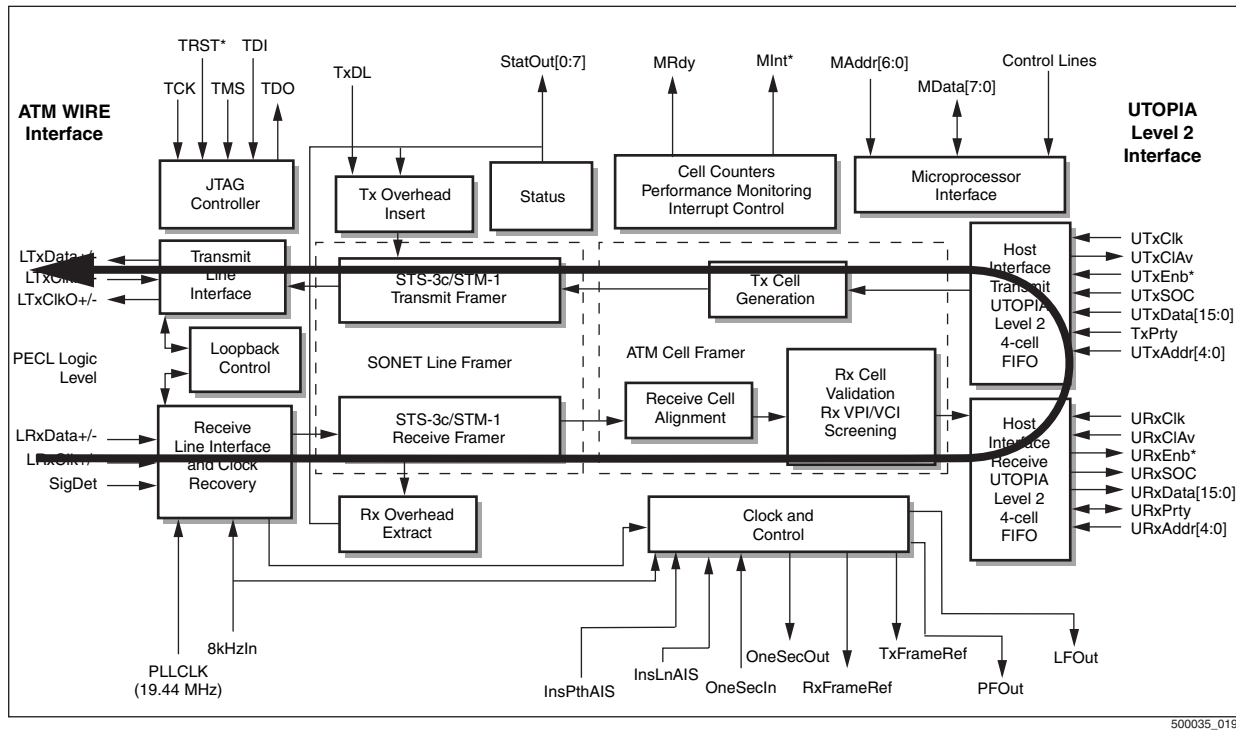 TRST*
TDI
TCK
TMS
TDO
TxDL
StatOut[0:7]
MRdy
MInt*
MAddr[6:0]
MData[7:0]
Control Lines
ATM WIRE
Interface
UTOPIA
Level 2
Interface
JTAG
Controller
Tx Overhead
Insert
Status
Cell Counters
Performance Monitoring
Interrupt Control
Microprocessor
Interface
LTxData+/-
LTxClkO+/-
Transmit
Line
Interface
STS-3c/STM-1
Transmit Framer
Tx Cell
Generation
Host
Interface
Transmit
UTOPIA
Level 2
4-cell
FIFO
UTxClk
UTxClAv
UTxEnb*
UTxSOC
UTxData[15:0]
TxPrty
UTxAddr[4:0]
PECL Logic
Level
Loopback
Control
SONET Line Framer
ATM Cell Framer
Receive Cell
Alignment
Rx Cell
Validation
Rx VPI/VCI
Screening
LRxData+/-
LRxClk+/-
SigDet
Receive
Line Interface
and Clock
Recovery
STS-3c/STM-1
Receive Framer
Host
Interface
Receive
UTOPIA
Level 2
4-cell
FIFO
URxClk
URxClAv
URxEnb*
URxSOC
URxData[15:0]
URxPrty
URxAddr[4:0]
Rx Overhead
Extract
Clock and
Control
8kHzIn
PLLCLK
(19.44 MHz)
InsPthAIS
InsLnAIS
OneSecIn
OneSecOut
RxFrameRef
TxFrameRef
PFOut
LFOut
500035_019